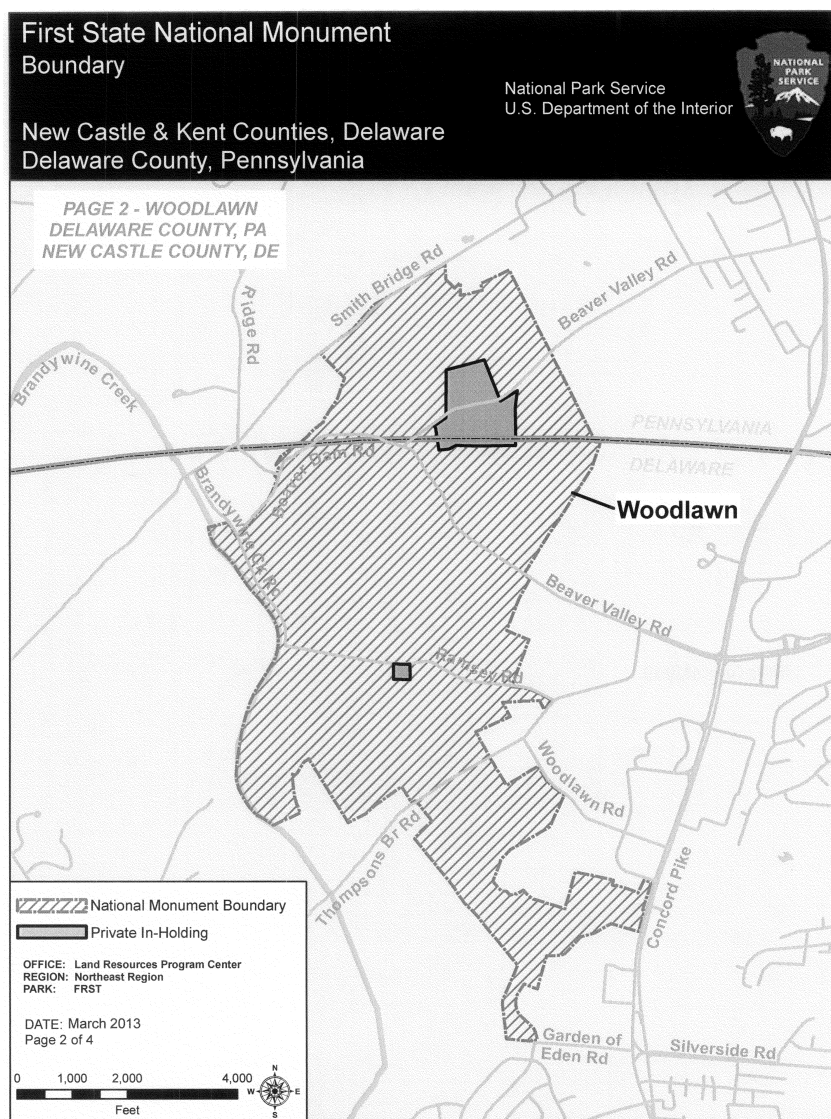 First State National Monument
Boundary
National Park Service
U.S. Department of the Interior
NATIONAL
PARK
SERVICE
New Castle & Kent Counties, Delaware
Delaware County, Pennsylvania
PAGE 2 - WOODLAWN
DELAWARE COUNTY, PA
NEW CASTLE COUNTY, DE
Smith Bridge Rd
Beaver Valley Rd
Ridge Rd
Brandywine Creek
PENNSYLVANIA
DELAWARE
Beaver Dam Rd
Brandywine Ck Rd
Woodlawn
Beaver Valley Rd
Ramsey Rd
Woodlawn Rd
Thompsons Br Rd
Concord Pike
Garden of
Eden Rd
Silverside Rd
National Monument Boundary
Private In-Holding
OFFICE: Land Resources Program Center
REGION: Northeast Region
PARK: FRST
DATE: March 2013
Page 2 of 4
0 1,000 2,000 4,000
Feet
N
W E
S